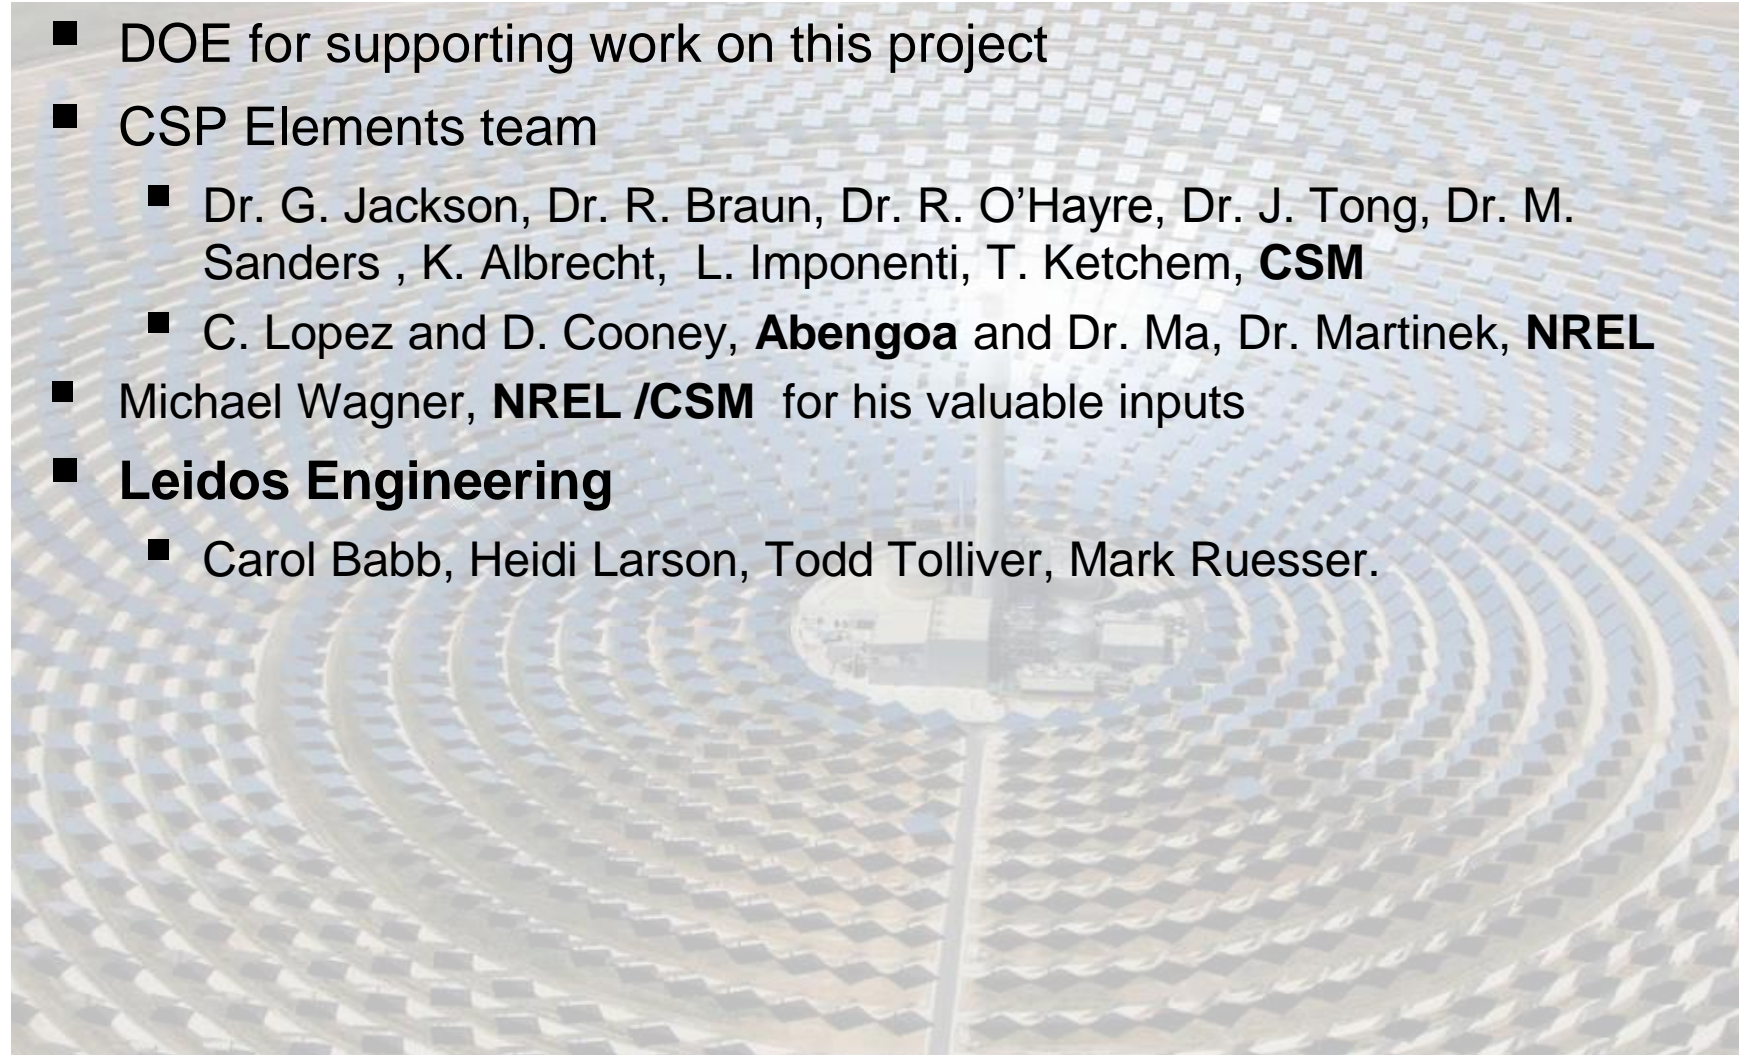 DOE for supporting work on this project
CSP Elements team
Dr. G. Jackson, Dr. R. Braun, Dr. R. O’Hayre, Dr. J. Tong, Dr. M.
Sanders , K. Albrecht,  L. Imponenti, T. Ketchem, CSM
C. Lopez and D. Cooney, Abengoa and Dr. Ma, Dr. Martinek, NREL
Michael Wagner, NREL /CSM  for his valuable inputs
Leidos Engineering
Carol Babb, Heidi Larson, Todd Tolliver, Mark Ruesser.